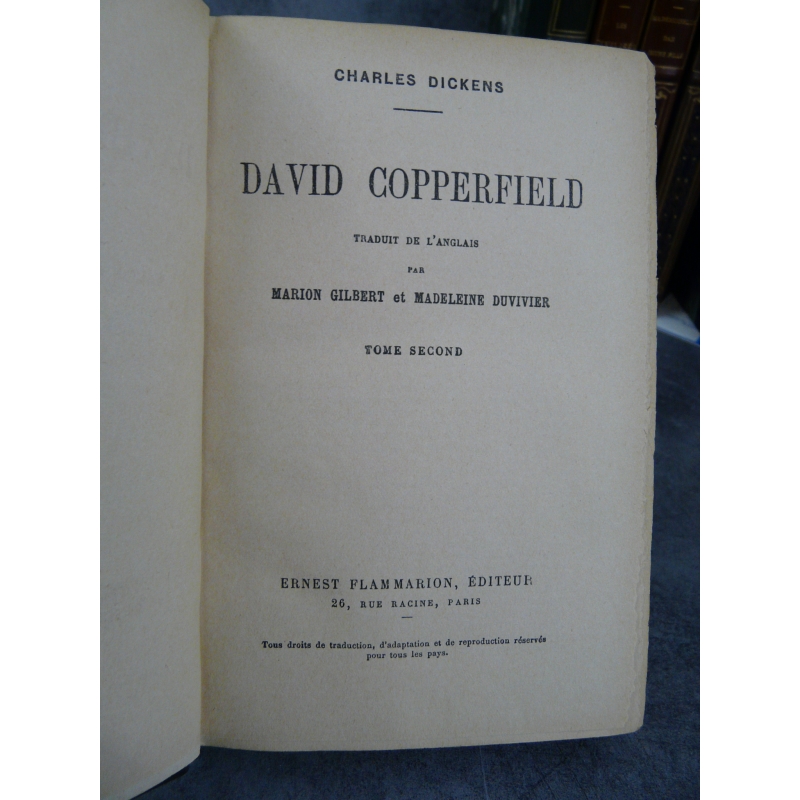 CHARLES DICKENS
DAVID COPPERFIELD
TRADUIT DE L'ANGLAIS
PAR
MARION GILBERT et MADELEINE DUVIVIER
TOME SECOND
ERNEST FLAMMARION, ÉDITEUR
26, RUE RACINE, PARIS
Tous droits de traduction, d'adaptation et de reproduction réservés
pour tous les pays.